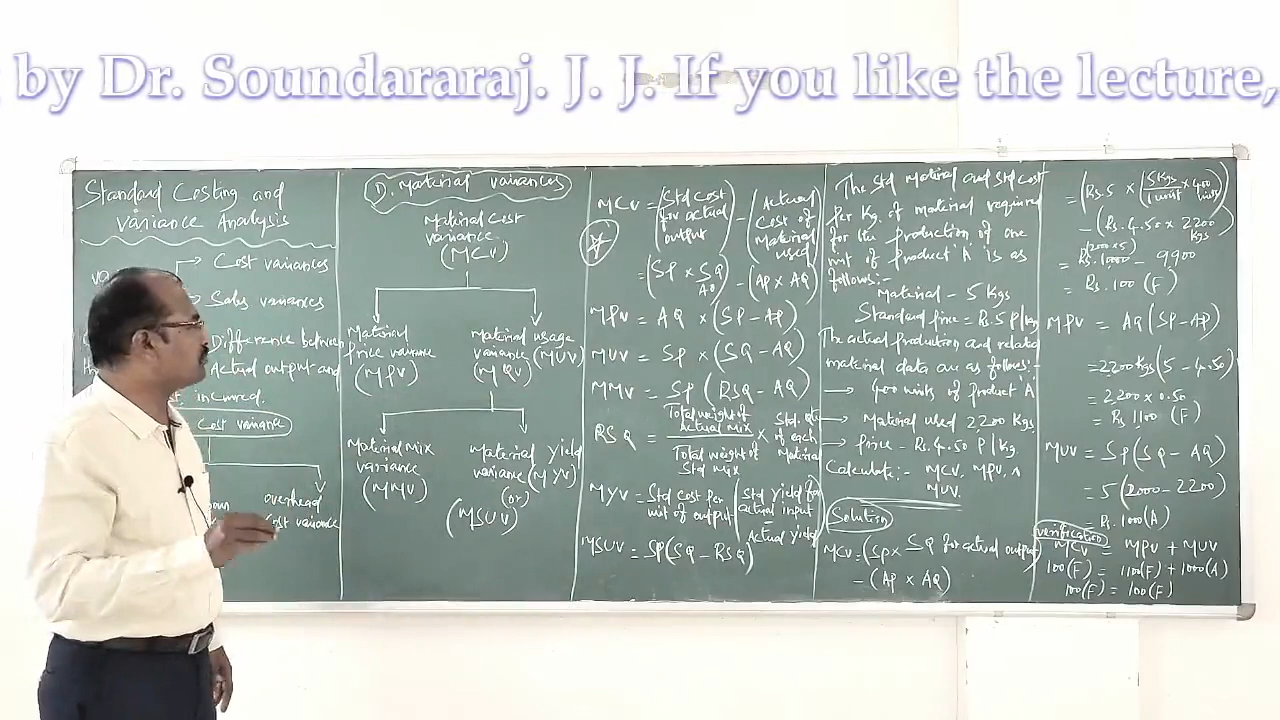 by Dr. Soundararaj. J. J. If you like the lecture,
Standard Costing and
Variance Analysis
Cost variances
Sales variances
Difference between
Actual output and
incurred.
Cost variance
overhead
cost variance
1). Material variances
Material Cost
variance
(MCV)
Material
price variance
(MPV)
Material usage
variance (MUV)
(MQV)
Material Mix
variance
(MMV)
Material Yield
variance (MYV)
(or)
(MSUV)
MCV = (Std cost for actual output) - (Actual Cost of Material used)
= (SP × SQ/AO) - (AP × AQ)
MPV = AQ × (SP - AP)
MUV = SP × (SQ - AQ)
MMV = SP (RSQ - AQ)
RSQ = Total weight of Actual Mix / Total weight of Std Mix × Std. qty of each Material
MYV = Std cost per unit of output (Std yield for actual input - Actual yield)
MSUV = SP(SQ - RSQ)
The Std Material and Std cost
per Kg. of material required
for the production of one
unit of product 'A' is as
follows:-
Material - 5 Kgs
Standard price = Rs. 5 P/kg
The actual production and related
material data are as follows:-
→ 400 units of product 'A'
→ Material used 2200 Kgs.
→ price - Rs. 4.50 P/kg.
Calculate:- MCV, MPV, &
MUV.
Solution
MCV = (SP × SQ for actual output)
- (AP × AQ)
= (Rs. 5 × (5 Kgs/1 unit × 400 units)
- (Rs. 4.50 × 2200 kgs)
(2000 × 5)
= Rs. 10,000 - 9900
= Rs. 100 (F)
MPV = AQ (SP - AP)
= 2200 Kgs (5 - 4.50)
= 2200 × 0.50
= Rs 1100 (F)
MUV = SP (SQ - AQ)
= 5 (2000 - 2200)
= Rs. 1000 (A)
verification
MCV = MPV + MUV
100(F) = 1100(F) + 1000(A)
100(F) = 100(F)